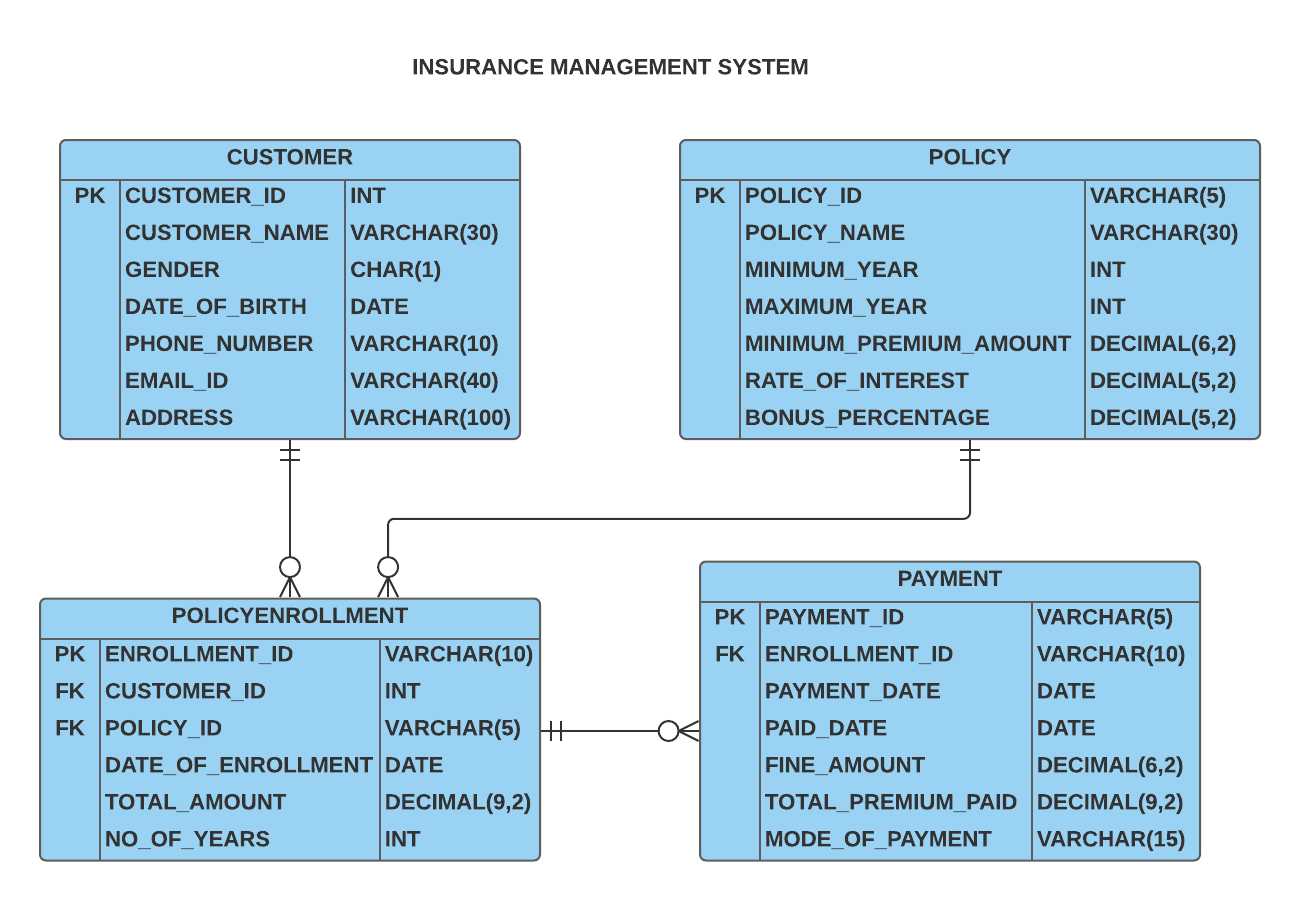 INSURANCE MANAGEMENT SYSTEM
CUSTOMER
PK CUSTOMER_ID INT
CUSTOMER_NAME VARCHAR(30)
GENDER CHAR(1)
DATE_OF_BIRTH DATE
PHONE_NUMBER VARCHAR(10)
EMAIL_ID VARCHAR(40)
ADDRESS VARCHAR(100)
POLICY
PK POLICY_ID VARCHAR(5)
POLICY_NAME VARCHAR(30)
MINIMUM_YEAR INT
MAXIMUM_YEAR INT
MINIMUM_PREMIUM_AMOUNT DECIMAL(6,2)
RATE_OF_INTEREST DECIMAL(5,2)
BONUS_PERCENTAGE DECIMAL(5,2)
POLICYENROLLMENT
PK ENROLLMENT_ID VARCHAR(10)
FK CUSTOMER_ID INT
FK POLICY_ID VARCHAR(5)
DATE_OF_ENROLLMENT DATE
TOTAL_AMOUNT DECIMAL(9,2)
NO_OF_YEARS INT
PAYMENT
PK PAYMENT_ID VARCHAR(5)
FK ENROLLMENT_ID VARCHAR(10)
PAYMENT_DATE DATE
PAID_DATE DATE
FINE_AMOUNT DECIMAL(6,2)
TOTAL_PREMIUM_PAID DECIMAL(9,2)
MODE_OF_PAYMENT VARCHAR(15)